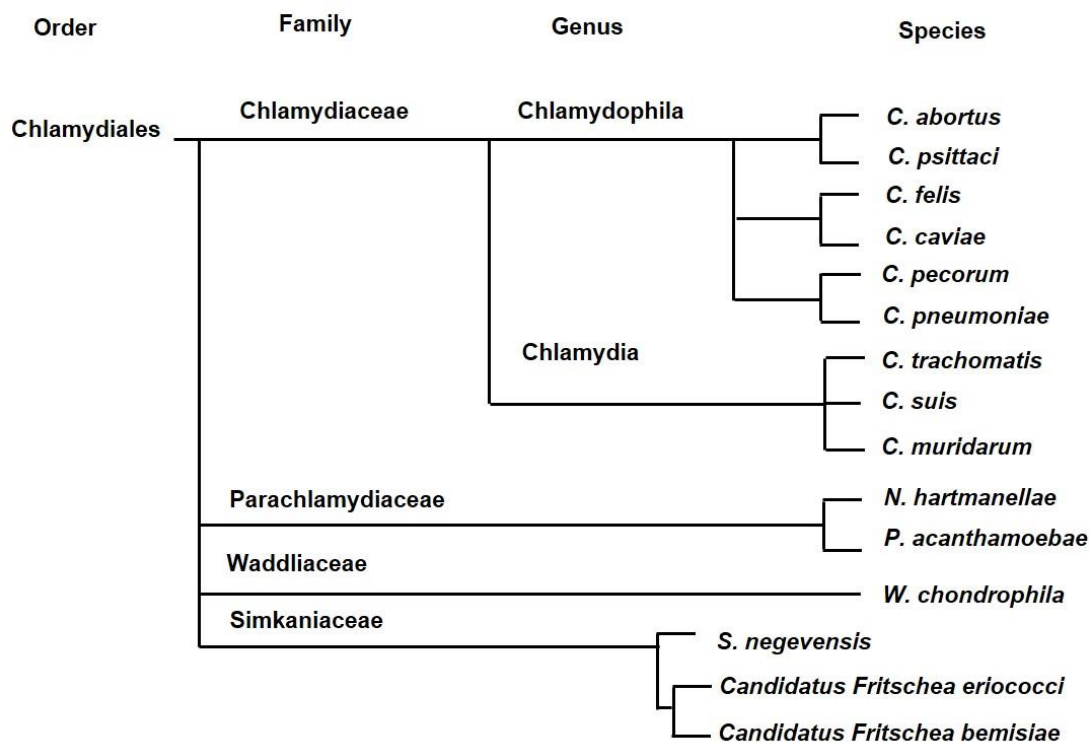 Order Family Genus Species
Chlamydiales
Chlamydiaceae
Chlamydophila
C. abortus
C. psittaci
C. felis
C. caviae
C. pecorum
C. pneumoniae
Chlamydia
C. trachomatis
C. suis
C. muridarum
Parachlamydiaceae
N. hartmanellae
P. acanthamoebae
Waddliaceae
W. chondrophila
Simkaniaceae
S. negevensis
Candidatus Fritschea eriococci
Candidatus Fritschea bemisiae